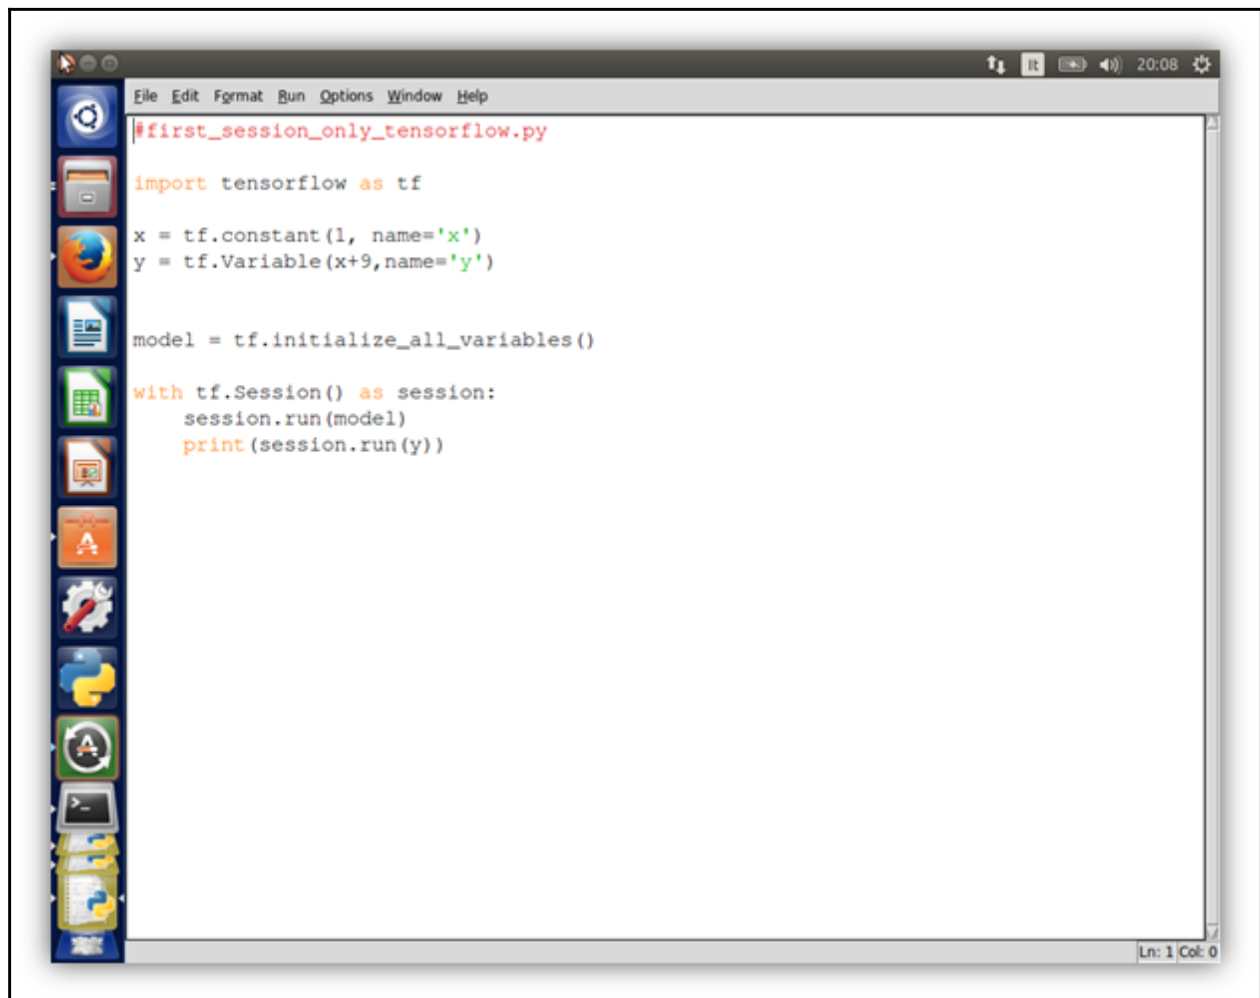 It 20:08
File Edit Format Run Options Window Help
#first_session_only_tensorflow.py
import tensorflow as tf
x = tf.constant(1, name='x')
y = tf.Variable(x+9,name='y')
model = tf.initialize_all_variables()
with tf.Session() as session:
    session.run(model)
    print(session.run(y))
Ln: 1 Col: 0